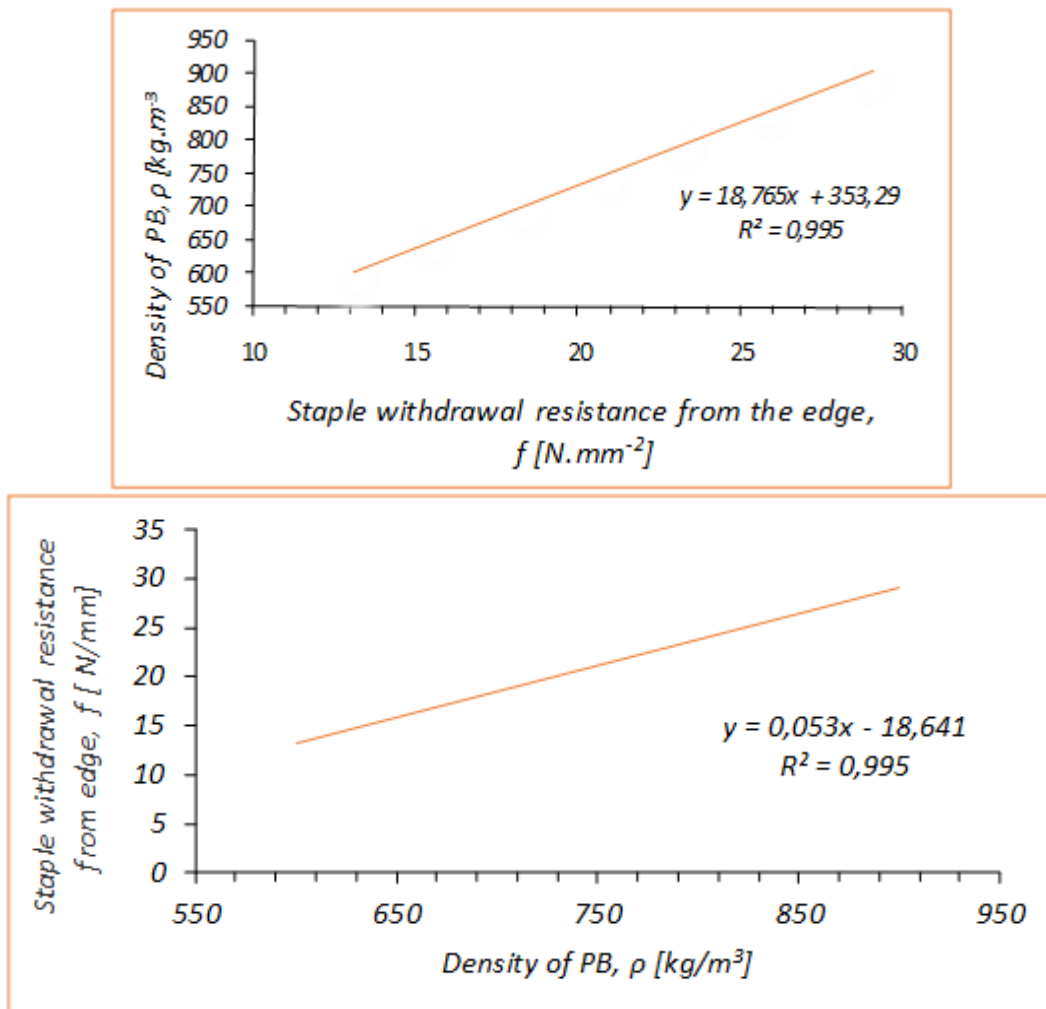 Density of PB, ρ [kg.m⁻³
950
900
850
800
750
700
650
600
550
y = 18,765x + 353,29
R² = 0,995
10 15 20 25 30
Staple withdrawal resistance from the edge,
f [N.mm⁻²]
Staple withdrawal resistance
from edge, f [ N/mm]
35
30
25
20
15
10
5
0
y = 0,053x - 18,641
R² = 0,995
550 650 750 850 950
Density of PB, ρ [kg/m³]